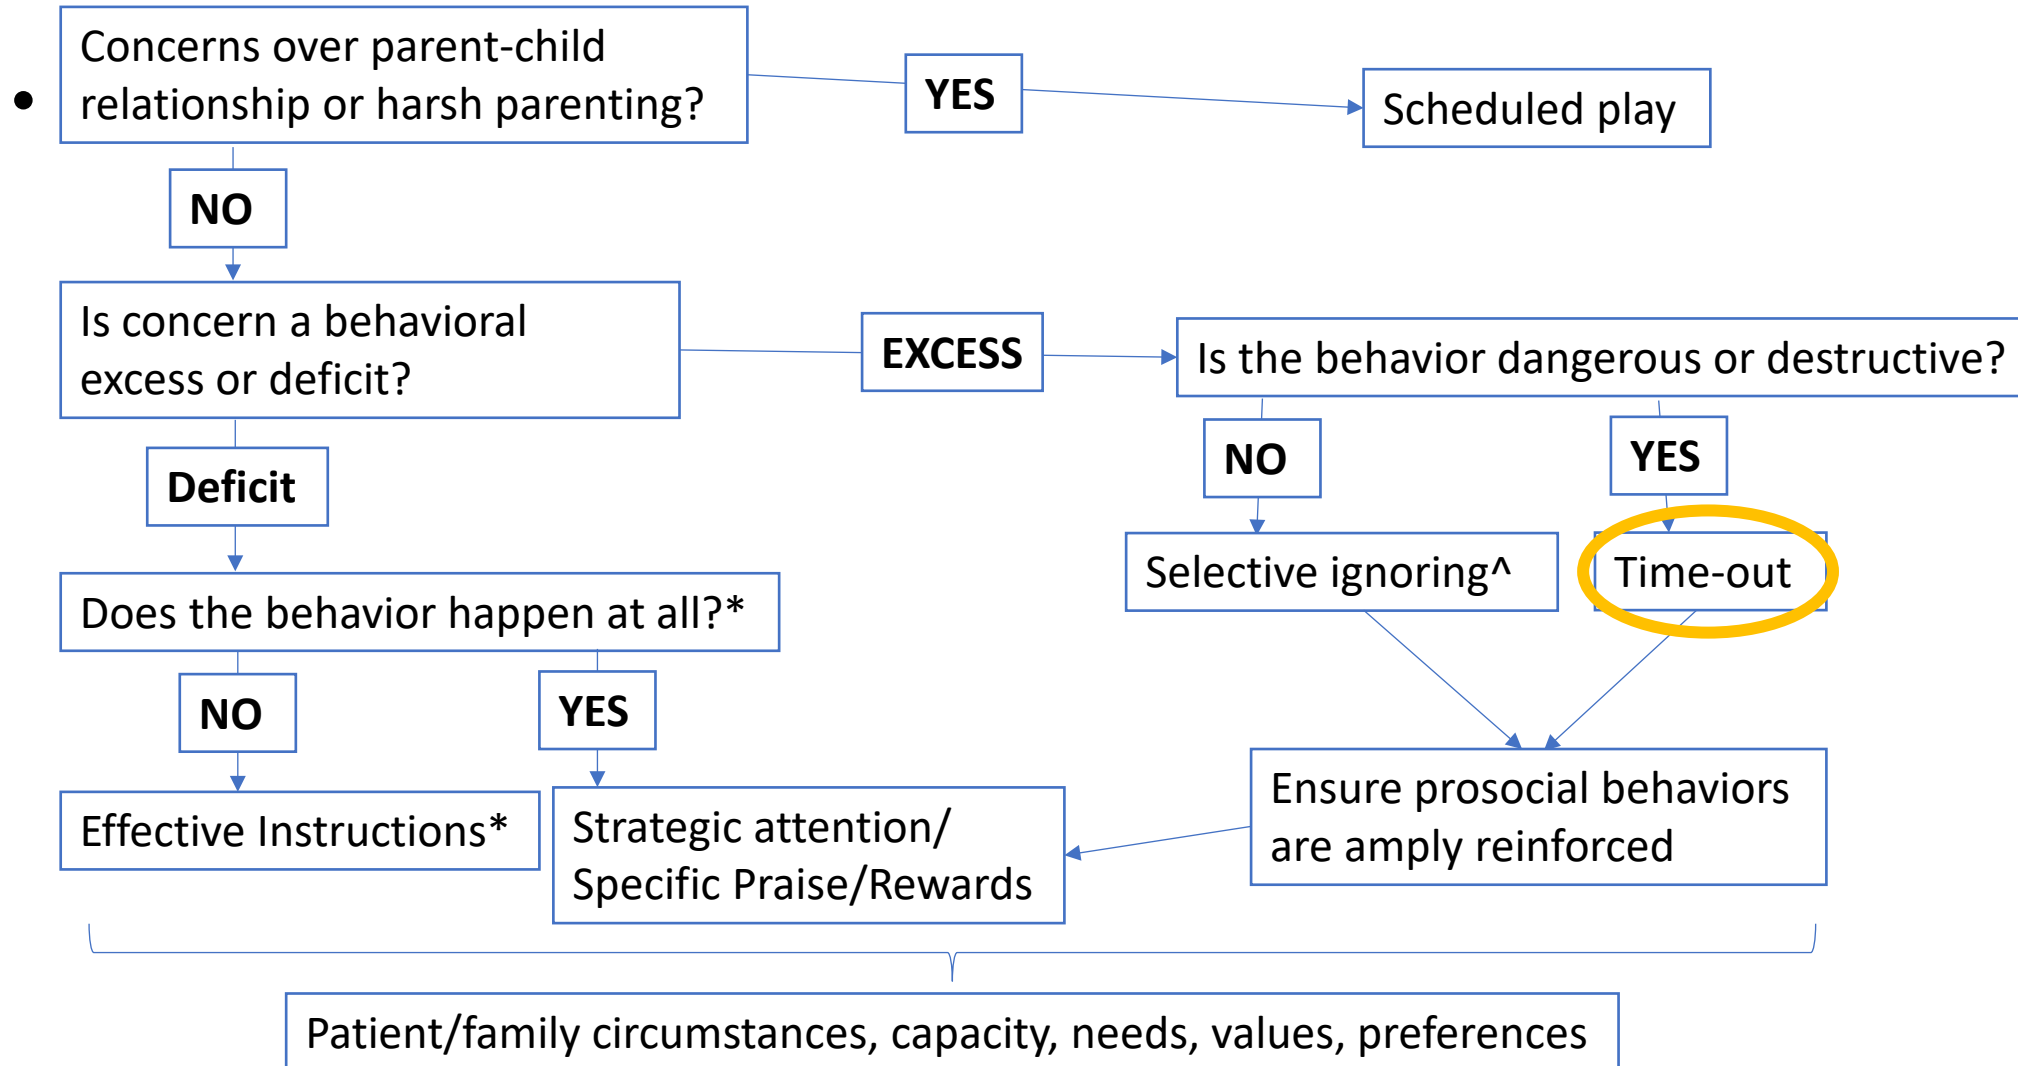 Concerns over parent-child
relationship or harsh parenting?
YES
Scheduled play
NO
Is concern a behavioral
excess or deficit?
EXCESS
Is the behavior dangerous or destructive?
Deficit
NO
YES
Selective ignoring^
Time-out
Does the behavior happen at all?*
NO
YES
Effective Instructions*
Strategic attention/
Specific Praise/Rewards
Ensure prosocial behaviors
are amply reinforced
Patient/family circumstances, capacity, needs, values, preferences